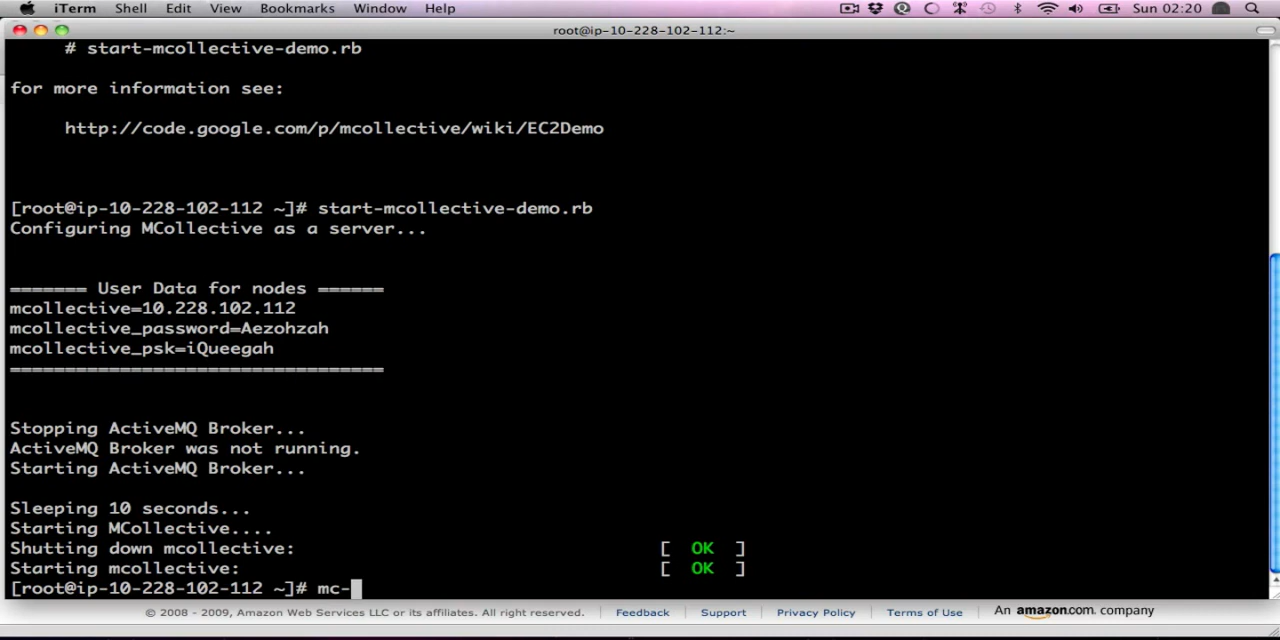 iTerm Shell Edit View Bookmarks Window Help Sun 02:20
root@ip-10-228-102-112:~
# start-mcollective-demo.rb
for more information see:
http://code.google.com/p/mcollective/wiki/EC2Demo
[root@ip-10-228-102-112 ~]# start-mcollective-demo.rb
Configuring MCollective as a server...
======= User Data for nodes ======
mcollective=10.228.102.112
mcollective_password=Aezohzah
mcollective_psk=iQueegah
==================================
Stopping ActiveMQ Broker...
ActiveMQ Broker was not running.
Starting ActiveMQ Broker...
Sleeping 10 seconds...
Starting MCollective....
Shutting down mcollective: [ OK ]
Starting mcollective: [ OK ]
[root@ip-10-228-102-112 ~]# mc-
© 2008 - 2009, Amazon Web Services LLC or its affiliates. All right reserved. | Feedback | Support | Privacy Policy | Terms of Use | An amazon.com. company